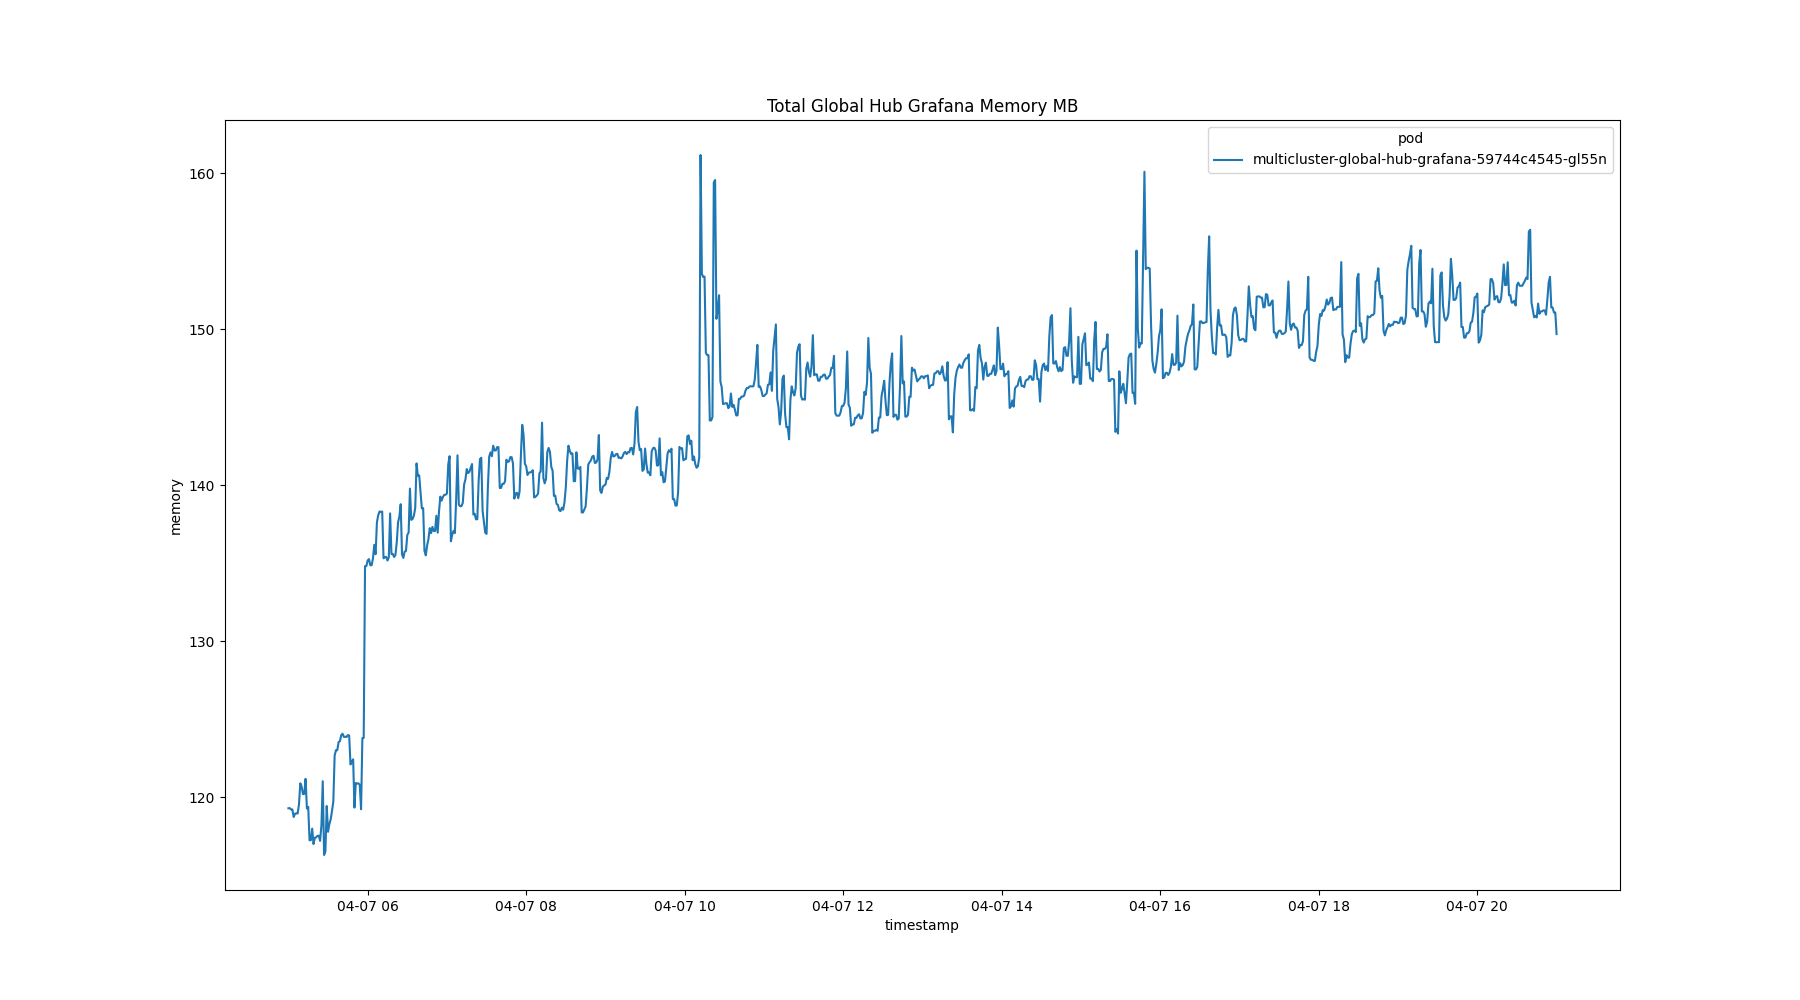 Total Global Hub Grafana Memory MB
pod
multicluster-global-hub-grafana-59744c4545-gl55n
memory
160
150
140
130
120
04-07 06
04-07 08
04-07 10
04-07 12
04-07 14
04-07 16
04-07 18
04-07 20
timestamp